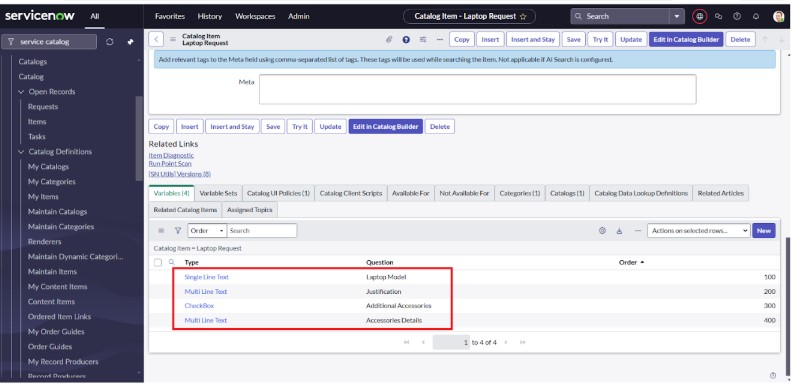 servicenow All Favorites History Workspaces Admin Catalog Item - Laptop Request ☆ Search
service catalog
Catalog Item
Laptop Request
Copy Insert Insert and Stay Save Try It Update Edit in Catalog Builder Delete
Add relevant tags to the Meta field using comma-separated list of tags. These tags will be used while searching the item. Not applicable if AI Search is configured.
Meta
Copy Insert Insert and Stay Save Try It Update Edit in Catalog Builder Delete
Related Links
Item Diagnostic
Run Point Scan
[SN Utils] Versions (8)
Variables (4) Variable Sets Catalog UI Policies (1) Catalog Client Scripts Available For Not Available For Categories (1) Catalogs (1) Catalog Data Lookup Definitions Related Articles
Related Catalog Items Assigned Topics
Order Search Actions on selected rows... New
Catalog Item = Laptop Request
Type Question Order
Single Line Text Laptop Model 100
Multi Line Text Justification 200
CheckBox Additional Accessories 300
Multi Line Text Accessories Details 400
1 to 4 of 4
Catalogs
Catalog
Open Records
Requests
Items
Tasks
Catalog Definitions
My Catalogs
My Categories
My Items
Maintain Catalogs
Maintain Categories
Renderers
Maintain Dynamic Categori...
Maintain Items
My Content Items
Content Items
Ordered Item Links
My Order Guides
Order Guides
My Record Producers
Record Producers